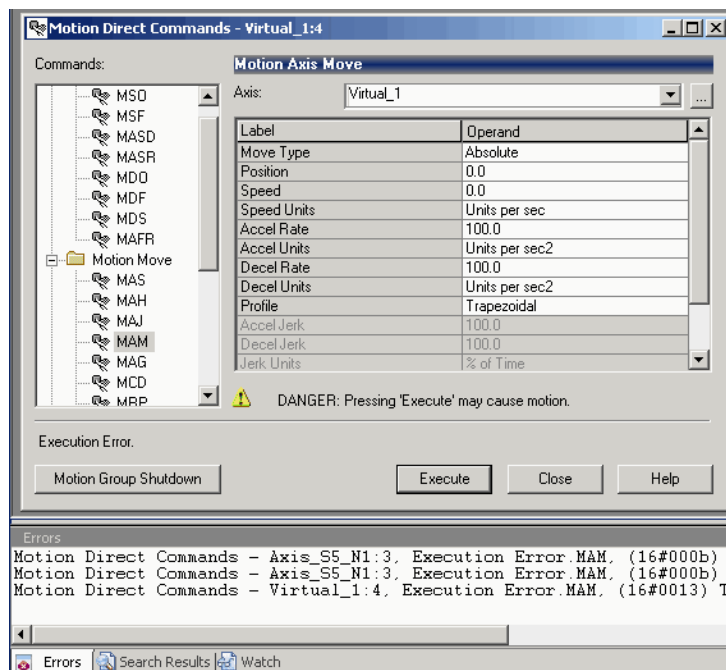 Motion Direct Commands - Virtual_1:4
Commands:
MSO
MSF
MASD
MASR
MDO
MDF
MDS
MAFR
Motion Move
MAS
MAH
MAJ
MAM
MAG
MCD
MRP
Motion Axis Move
Axis: Virtual_1 ...
Label Operand
Move Type Absolute
Position 0.0
Speed 0.0
Speed Units Units per sec
Accel Rate 100.0
Accel Units Units per sec2
Decel Rate 100.0
Decel Units Units per sec2
Profile Trapezoidal
Accel Jerk 100.0
Decel Jerk 100.0
Jerk Units % of Time
DANGER: Pressing 'Execute' may cause motion.
Execution Error.
Motion Group Shutdown Execute Close Help
Errors
Motion Direct Commands - Axis_S5_N1:3, Execution Error.MAM, (16#000b)
Motion Direct Commands - Axis_S5_N1:3, Execution Error.MAM, (16#000b)
Motion Direct Commands - Virtual_1:4, Execution Error.MAM, (16#0013) T
Errors Search Results Watch